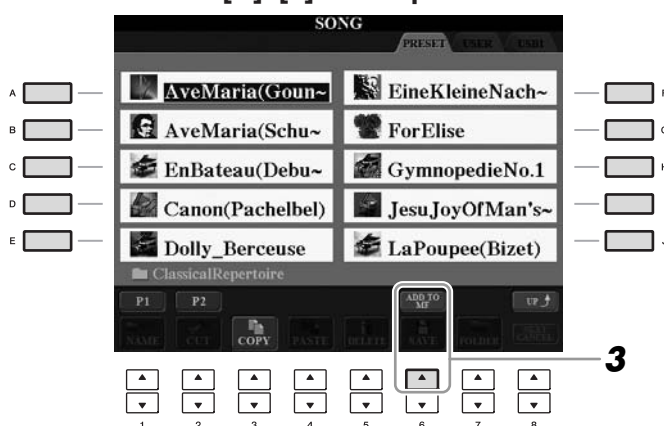 SONG
PRESET USER USB1
A AveMaria(Goun~ EineKleineNach~
B AveMaria(Schu~ ForElise
C EnBateau(Debu~ GymnopedieNo.1
D Canon(Pachelbel) JesuJoyOfMan's~
E Dolly_Berceuse LaPoupee(Bizet)
ClassicalRepertoire
P1 P2 ADD TO MF UP
NAME CUT COPY PASTE DELETE SAVE FOLDER NEXT CANCEL
3
1 2 3 4 5 6 7 8